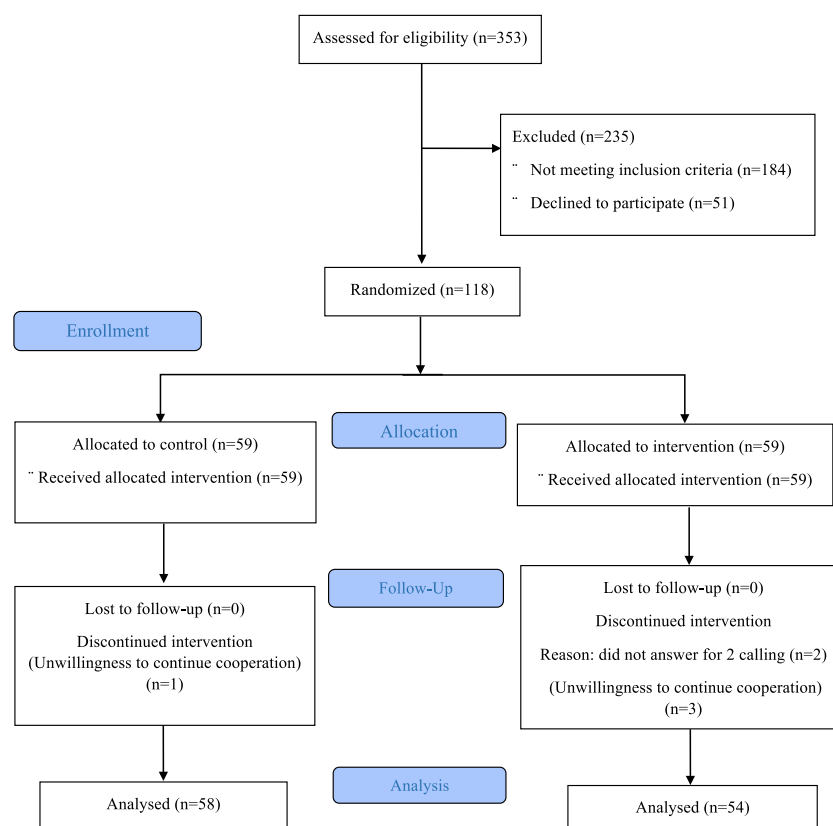 Assessed for eligibility (n=353)
Excluded (n=235)
¨ Not meeting inclusion criteria (n=184)
¨ Declined to participate (n=51)
Randomized (n=118)
Enrollment
Allocation
Allocated to control (n=59)
¨ Received allocated intervention (n=59)
Allocated to intervention (n=59)
¨ Received allocated intervention (n=59)
Follow-Up
Lost to follow-up (n=0)
Discontinued intervention
(Unwillingness to continue cooperation)
(n=1)
Lost to follow-up (n=0)
Discontinued intervention
Reason: did not answer for 2 calling (n=2)
(Unwillingness to continue cooperation)
(n=3)
Analysis
Analysed (n=58)
Analysed (n=54)